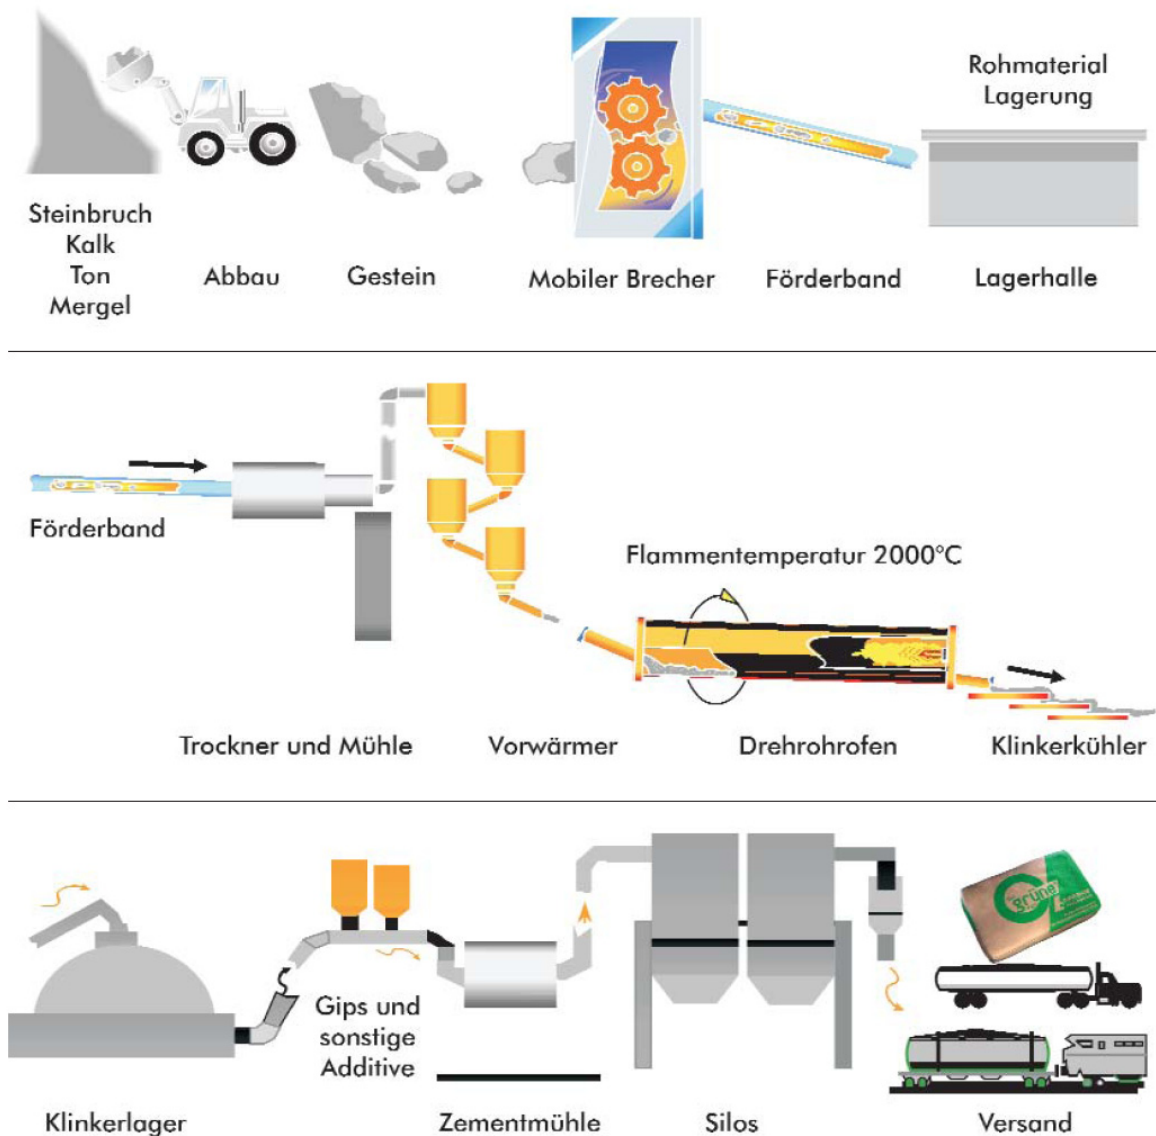 Rohmaterial
Lagerung
Steinbruch
Kalk
Ton
Mergel
Abbau
Gestein
Mobiler Brecher
Förderband
Lagerhalle
Förderband
Flammentemperatur 2000°C
Trockner und Mühle
Vorwärmer
Drehrohrofen
Klinkerkühler
grüne
Gips und
sonstige
Additive
Klinkerlager
Zementmühle
Silos
Versand